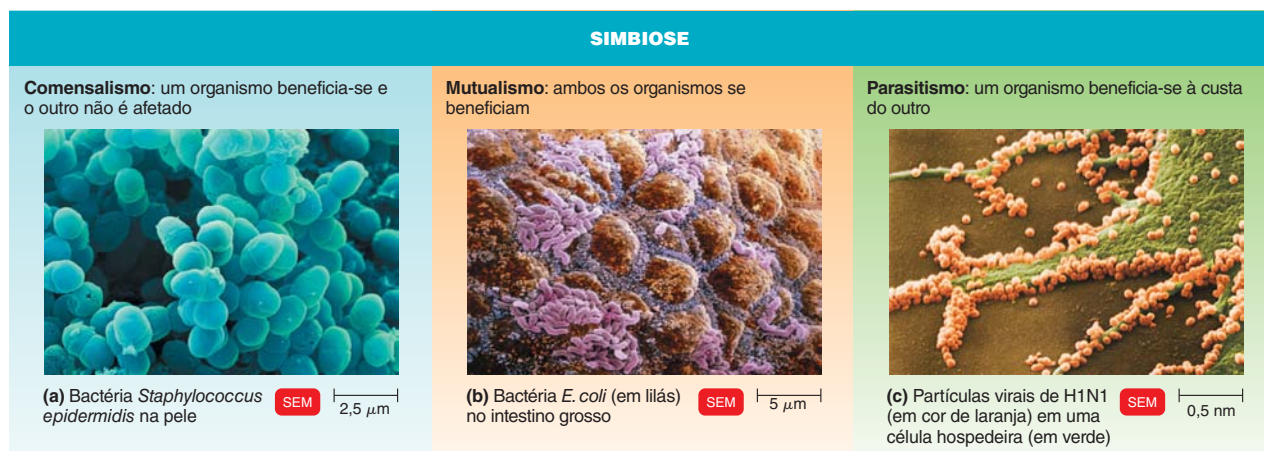 SIMBIOSE
Comensalismo: um organismo beneficia-se e
o outro não é afetado
(a) Bactéria Staphylococcus
epidermidis na pele
SEM
2,5 μm
Mutualismo: ambos os organismos se
beneficiam
(b) Bactéria E. coli (em lilás)
no intestino grosso
SEM
5 μm
Parasitismo: um organismo beneficia-se à custa
do outro
(c) Partículas virais de H1N1
(em cor de laranja) em uma
célula hospedeira (em verde)
SEM
0,5 nm